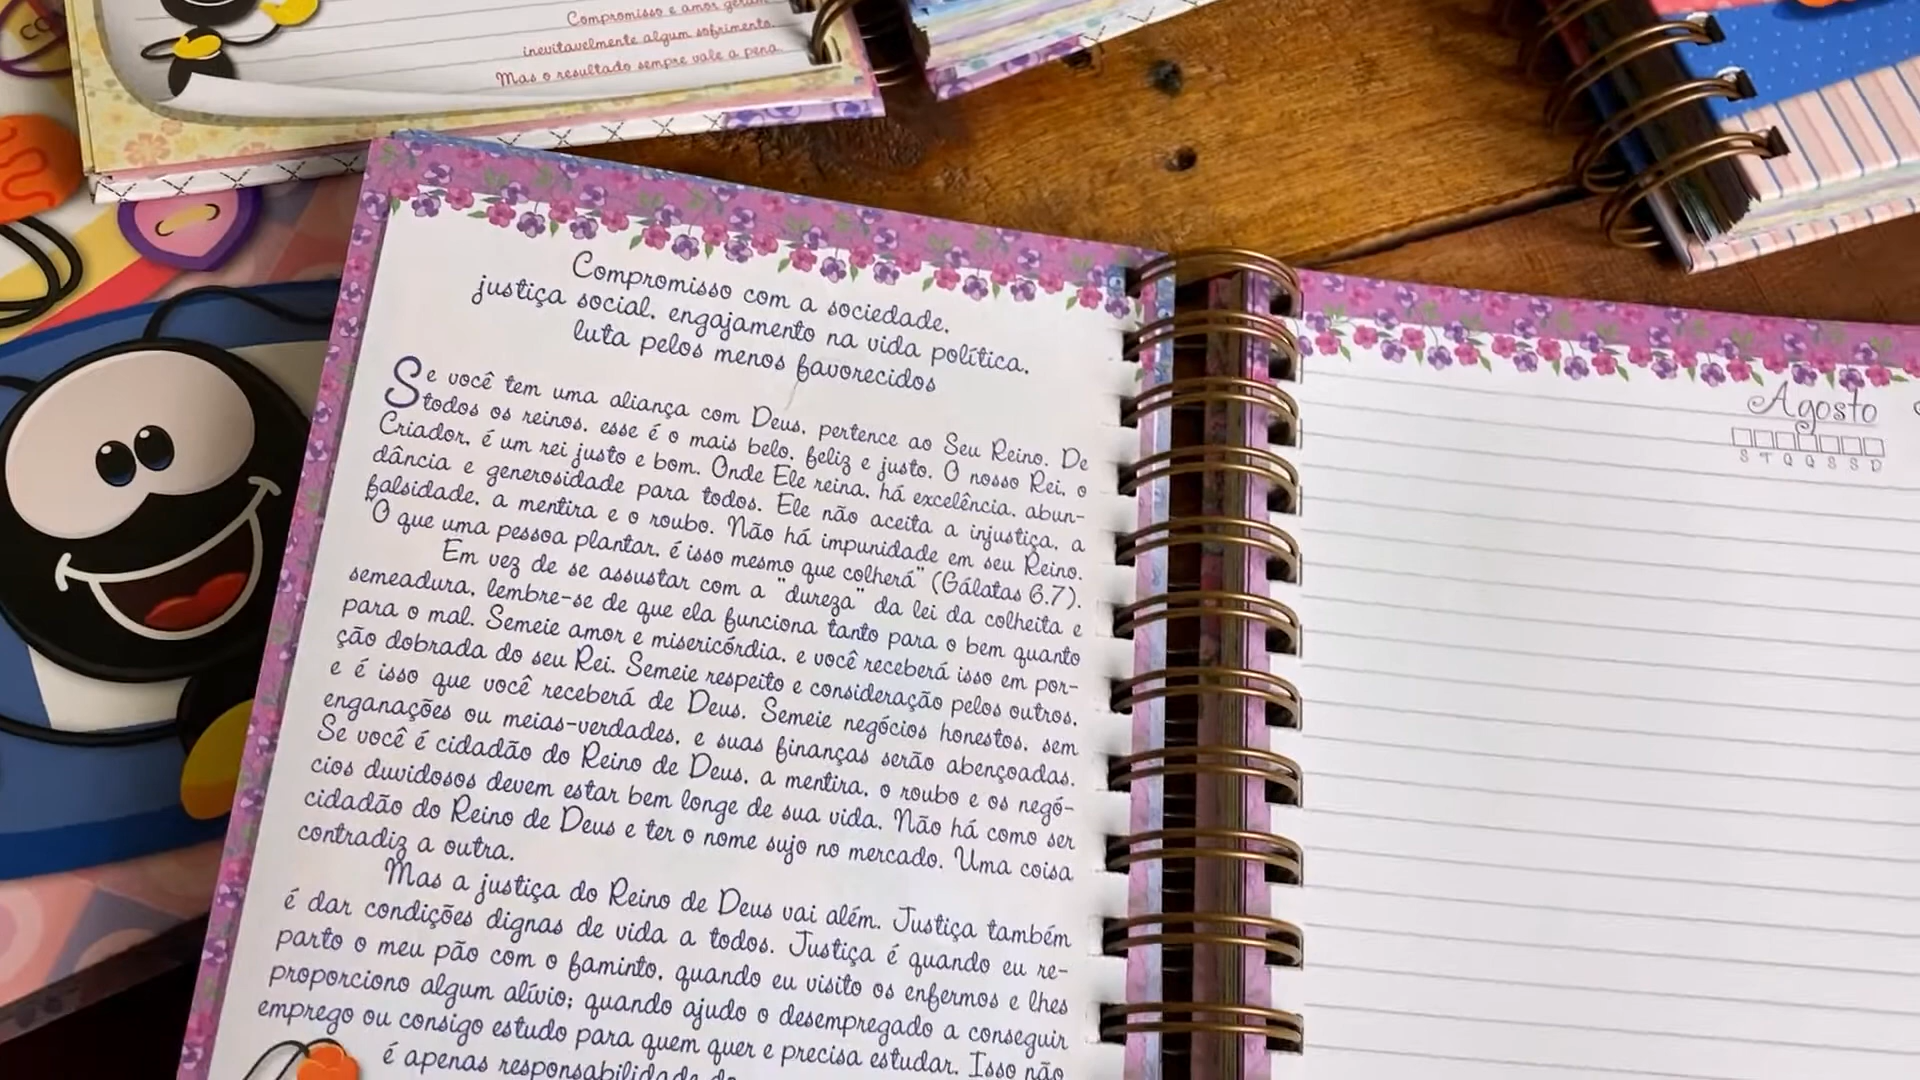 Compromisso e amor geram
inevitavelmente algum sofrimento.
Mas o resultado sempre vale a pena.
Compromisso com a sociedade,
justiça social, engajamento na vida política,
luta pelos menos favorecidos
Se você tem uma aliança com Deus, pertence ao Seu Reino. De
todos os reinos, esse é o mais belo, feliz e justo. O nosso Rei, o
Criador, é um rei justo e bom. Onde Ele reina, há excelência, abun-
dância e generosidade para todos. Ele não aceita a injustiça, a
falsidade, a mentira e o roubo. Não há impunidade em seu Reino.
"O que uma pessoa plantar, é isso mesmo que colherá" (Gálatas 6.7).
Em vez de se assustar com a "dureza" da lei da colheita e
semeadura, lembre-se de que ela funciona tanto para o bem quanto
para o mal. Semeie amor e misericórdia, e você receberá isso em por-
ção dobrada do seu Rei. Semeie respeito e consideração pelos outros,
e é isso que você receberá de Deus. Semeie negócios honestos, sem
enganações ou meias-verdades, e suas finanças serão abençoadas.
Se você é cidadão do Reino de Deus, a mentira, o roubo e os negó-
cios duvidosos devem estar bem longe de sua vida. Não há como ser
cidadão do Reino de Deus e ter o nome sujo no mercado. Uma coisa
contradiz a outra.
Mas a justiça do Reino de Deus vai além. Justiça também
é dar condições dignas de vida a todos. Justiça é quando eu re-
parto o meu pão com o faminto, quando eu visito os enfermos e lhes
proporciono algum alívio; quando ajudo o desempregado a conseguir
emprego ou consigo estudo para quem quer e precisa estudar. Isso não
é apenas responsabilidade
Agosto
S T Q Q S S D